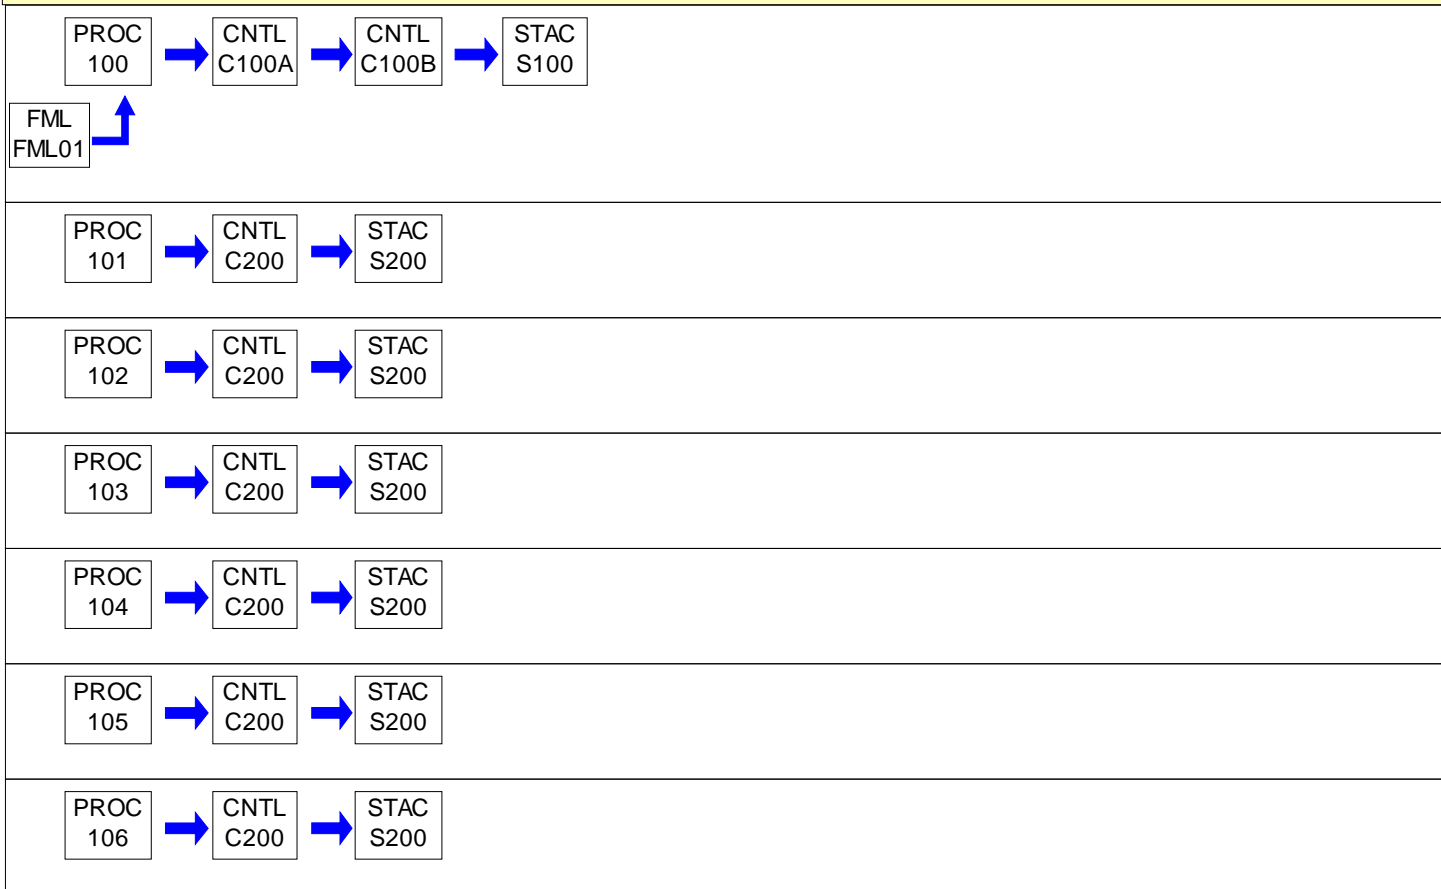 PROC
100
CNTL
C100A
CNTL
C100B
STAC
S100
FML
FML01
PROC
101
CNTL
C200
STAC
S200
PROC
102
CNTL
C200
STAC
S200
PROC
103
CNTL
C200
STAC
S200
PROC
104
CNTL
C200
STAC
S200
PROC
105
CNTL
C200
STAC
S200
PROC
106
CNTL
C200
STAC
S200